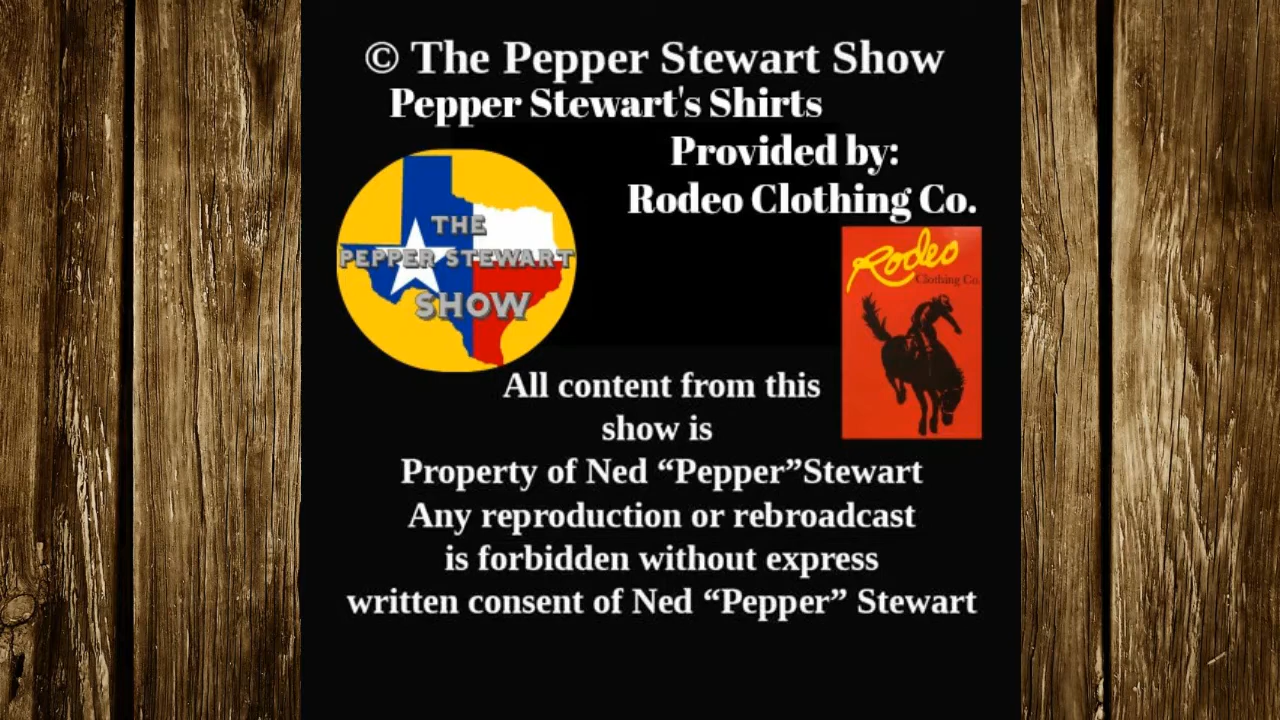 © The Pepper Stewart Show
Pepper Stewart's Shirts
Provided by:
Rodeo Clothing Co.
THE
PEPPER STEWART
SHOW
Rodeo
Clothing Co.
All content from this
show is
Property of Ned “Pepper”Stewart
Any reproduction or rebroadcast
is forbidden without express
written consent of Ned “Pepper” Stewart